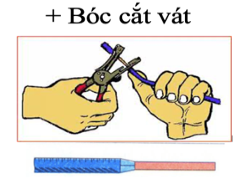 + Bóc cắt vát